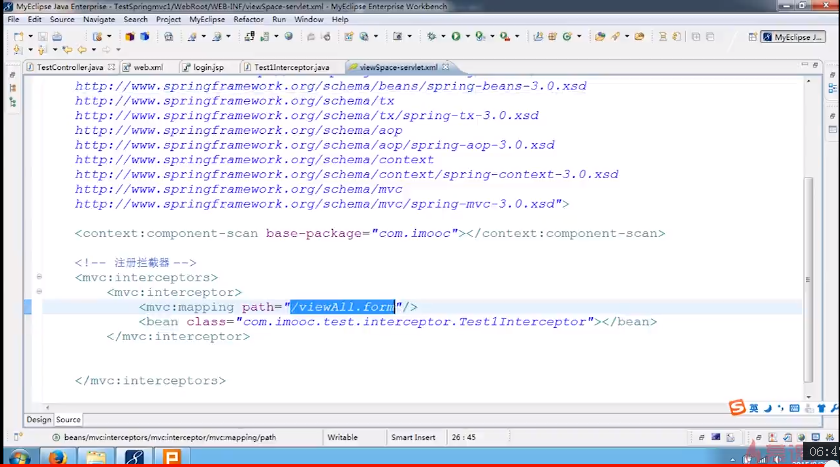 MyEclipse Java Enterprise - TestSpringmvc1/WebRoot/WEB-INF/viewSpace-servlet.xml - MyEclipse Enterprise Workbench
File Edit Source Navigate Search Project MyEclipse Refactor Run Window Help
MyEclipse Java E...
TestController.java web.xml login.jsp Test1Interceptor.java viewSpace-servlet.xml
http://www.springframework.org/schema/beans/spring-beans-3.0.xsd
http://www.springframework.org/schema/tx
http://www.springframework.org/schema/tx/spring-tx-3.0.xsd
http://www.springframework.org/schema/aop
http://www.springframework.org/schema/aop/spring-aop-3.0.xsd
http://www.springframework.org/schema/context
http://www.springframework.org/schema/context/spring-context-3.0.xsd
http://www.springframework.org/schema/mvc
http://www.springframework.org/schema/mvc/spring-mvc-3.0.xsd">
<context:component-scan base-package="com.imooc"></context:component-scan>
<!-- 注册拦截器 -->
<mvc:interceptors>
<mvc:interceptor>
<mvc:mapping path="/viewAll.form"/>
<bean class="com.imooc.test.interceptor.Test1Interceptor"></bean>
</mvc:interceptor>
</mvc:interceptors>
英
Design Source
beans/mvc:interceptors/mvc:interceptor/mvc:mapping/path Writable Smart Insert 26 : 45